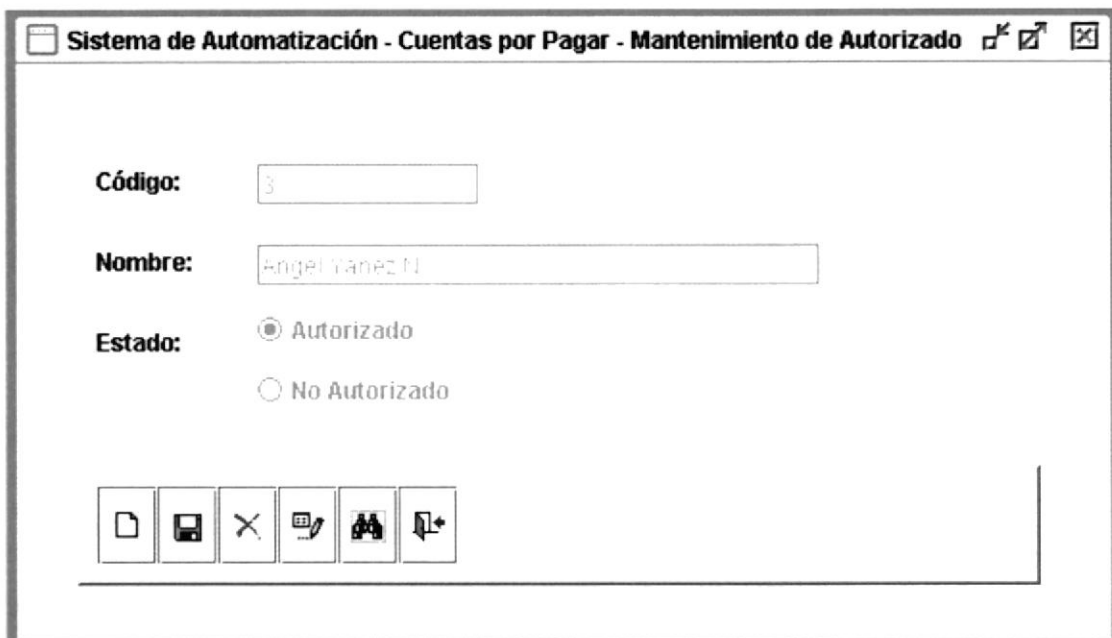 Sistema de Automatización - Cuentas por Pagar - Mantenimiento de Autorizado
Código: 3
Nombre: Angel Yanez N
Estado: Autorizado
No Autorizado